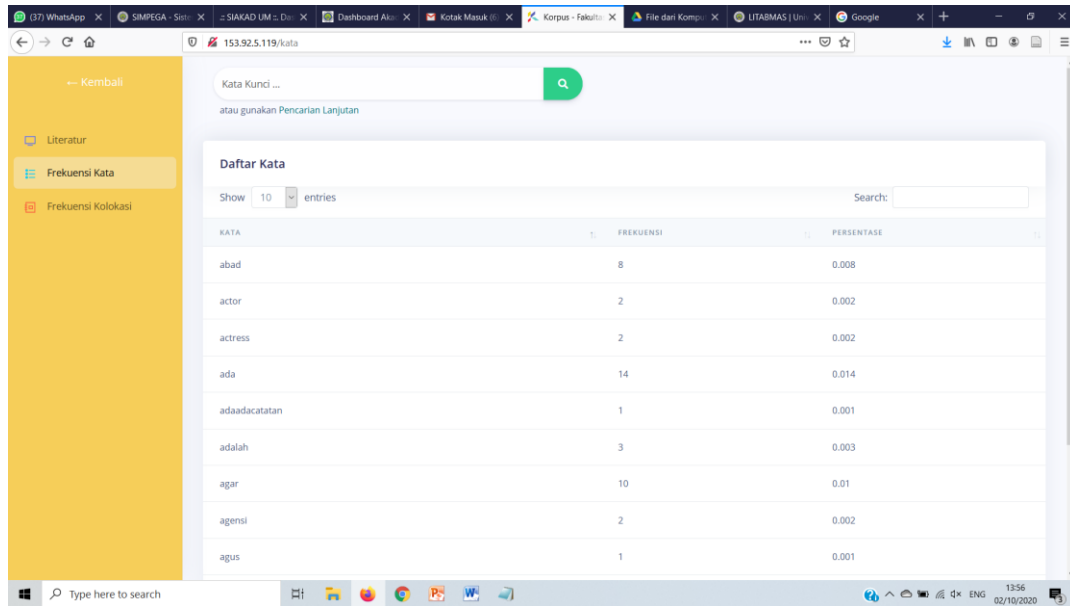 (37) WhatsApp
SIMPEGA - Siste
.:: SIAKAD UM ::. Da
Dashboard Aka
Kotak Masuk (6
Korpus - Fakulta
File dari Kompu
LITABMAS | Univ
Google
153.92.5.119/kata
← Kembali
Kata Kunci ...
atau gunakan Pencarian Lanjutan
Literatur
Frekuensi Kata
Frekuensi Kolokasi
Daftar Kata
Show 10 entries Search:
KATA FREKUENSI PERSENTASE
abad 8 0.008
actor 2 0.002
actress 2 0.002
ada 14 0.014
adaadacatatan 1 0.001
adalah 3 0.003
agar 10 0.01
agensi 2 0.002
agus 1 0.001
Type here to search
ENG
13:56
02/10/2020
3